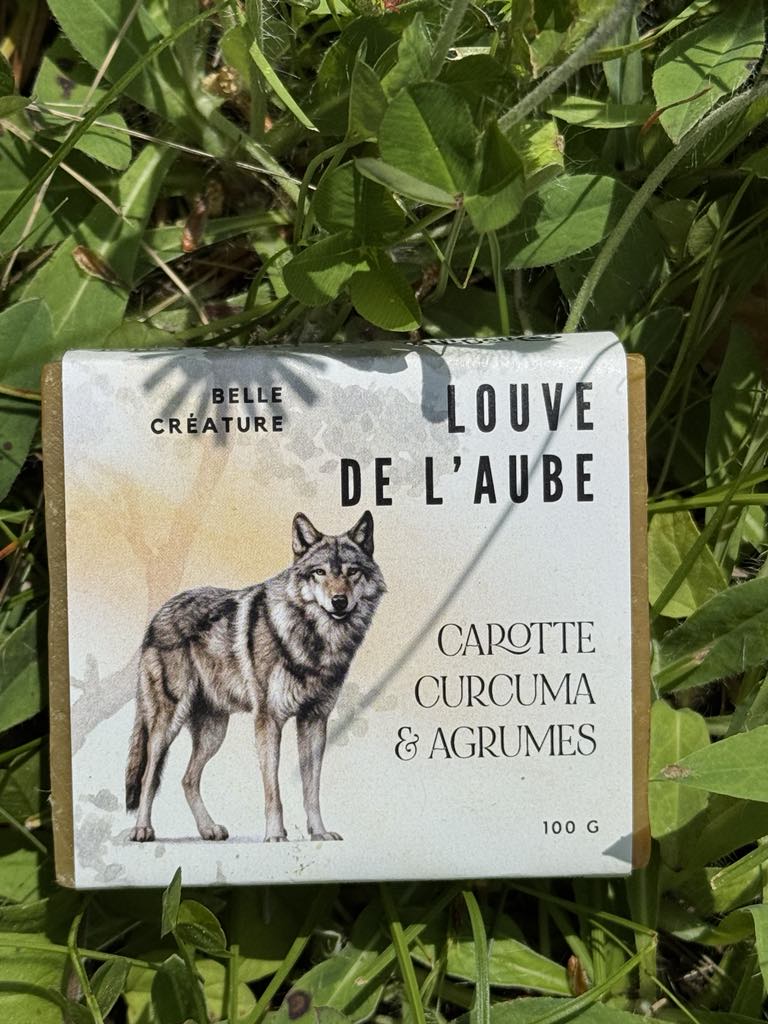 BELLE
CRÉATURE
LOUVE
DE L'AUBE
CAROTTE
CURCUMA
& AGRUMES
100 G